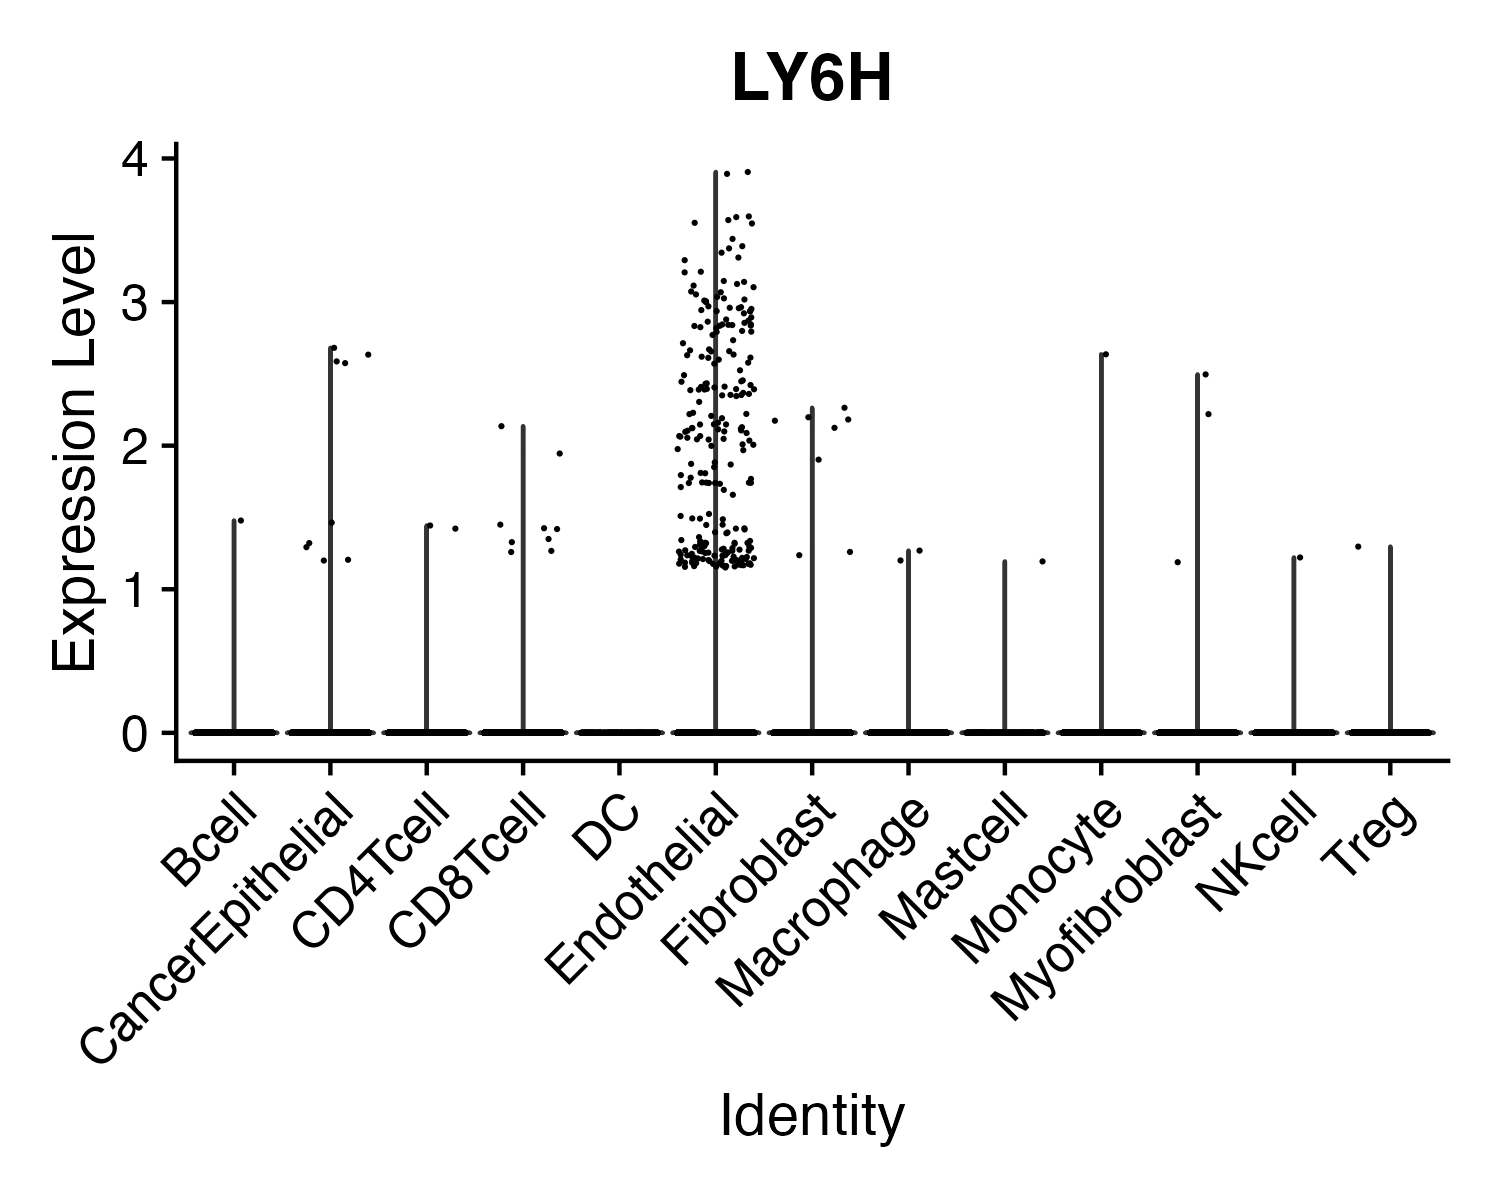 LY6H
Expression Level
4
3
2
1
0
Bcell
CancerEpithelial
CD4Tcell
CD8Tcell
DC
Endothelial
Fibroblast
Macrophage
Mastcell
Monocyte
Myofibroblast
NKcell
Treg
Identity